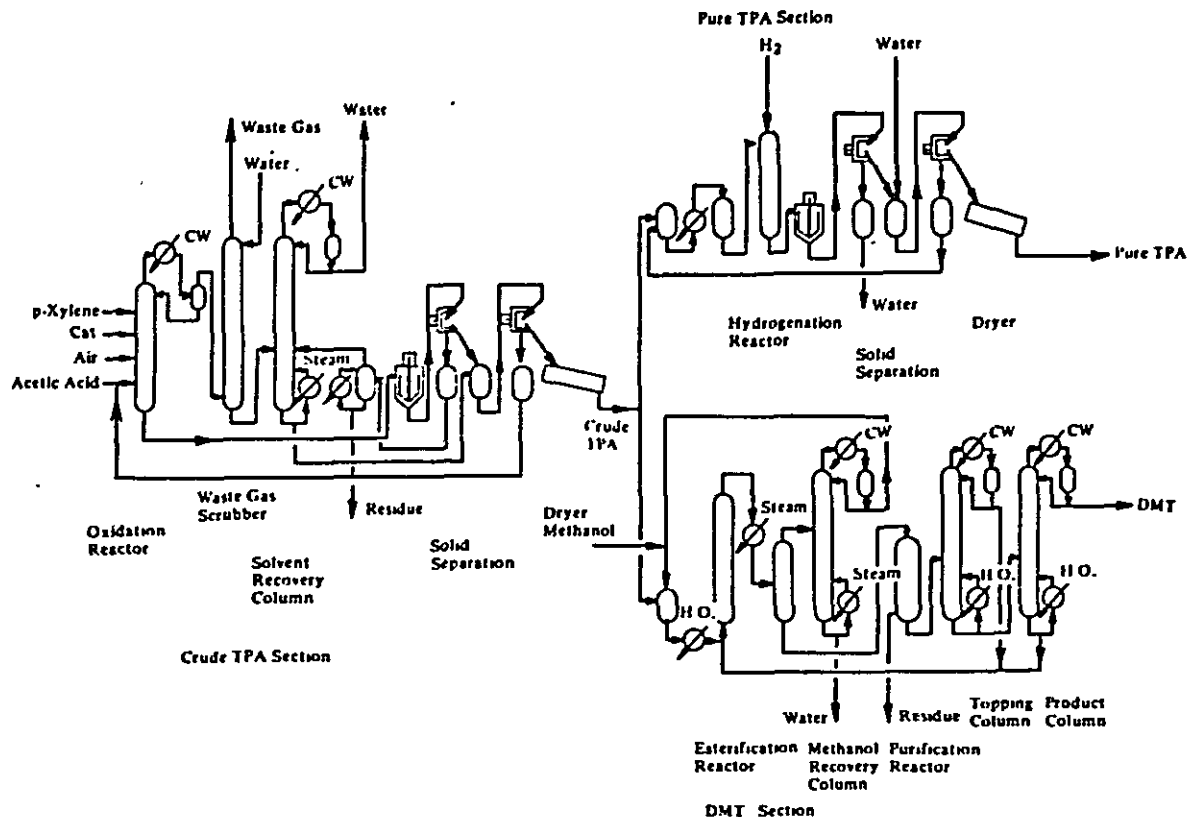 Pure TPA Section
H2
Water
Waste Gas
Water
Water
CW
CW
p-Xylene
Cat
Air
Acetic Acid
Steam
Pure TPA
Water
Hydrogenation
Reactor
Dryer
Solid
Separation
Crude
TPA
CW
CW
CW
Waste Gas
Scrubber
Residue
Dryer
Methanol
Steam
DMT
Oxidation
Reactor
Solvent
Recovery
Column
Solid
Separation
Steam
H O.
H O.
H O.
Crude TPA Section
Water
Residue
Topping
Column
Product
Column
Esterification
Reactor
Methanol
Recovery
Column
Purification
Reactor
DMT Section